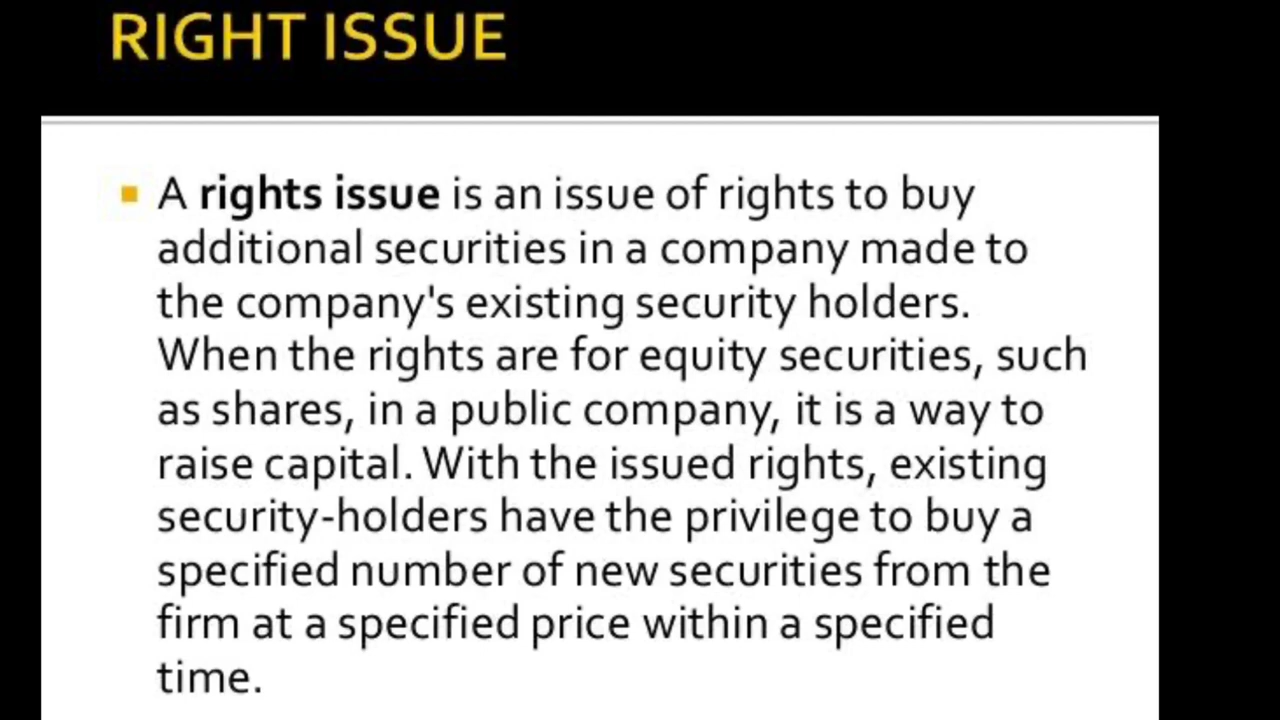 RIGHT ISSUE
A rights issue is an issue of rights to buy
additional securities in a company made to
the company's existing security holders.
When the rights are for equity securities, such
as shares, in a public company, it is a way to
raise capital. With the issued rights, existing
security-holders have the privilege to buy a
specified number of new securities from the
firm at a specified price within a specified
time.